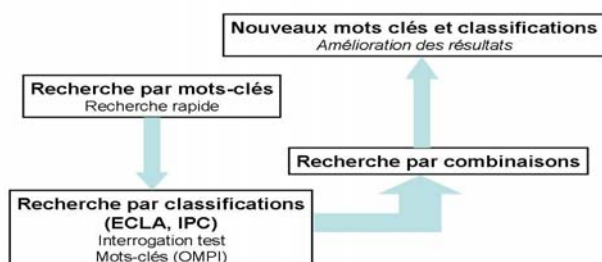 Nouveaux mots clés et classifications
Amélioration des résultats
Recherche par mots-clés
Recherche rapide
Recherche par combinaisons
Recherche par classifications
(ECLA, IPC)
Interrogation test
Mots-clés (OMPI)